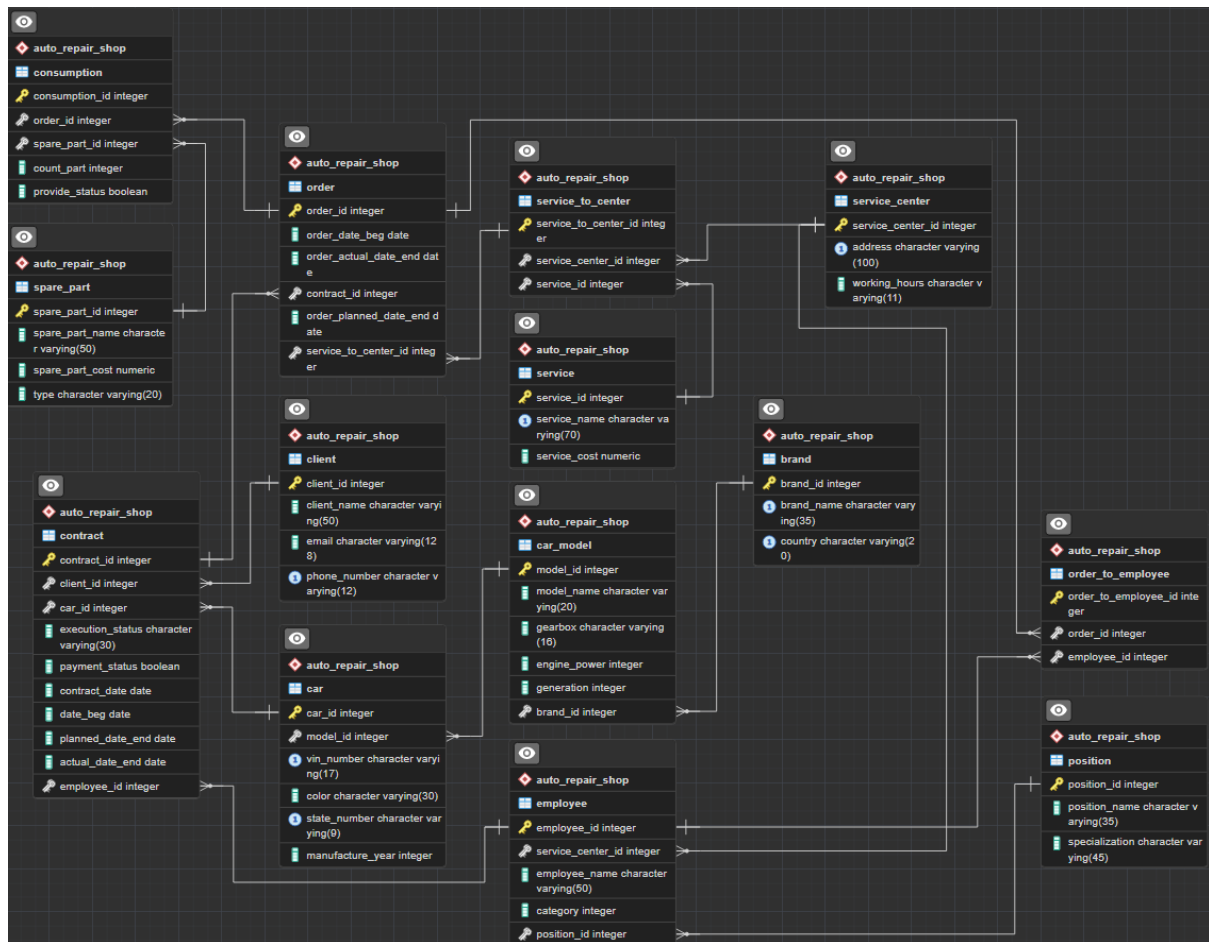 auto_repair_shop
consumption
consumption_id integer
order_id integer
spare_part_id integer
count_part integer
provide_status boolean
auto_repair_shop
spare_part
spare_part_id integer
spare_part_name characte
r varying(50)
spare_part_cost numeric
type character varying(20)
auto_repair_shop
contract
contract_id integer
client_id integer
car_id integer
execution_status character
varying(30)
payment_status boolean
contract_date date
date_beg date
planned_date_end date
actual_date_end date
employee_id integer
auto_repair_shop
order
order_id integer
order_date_beg date
order_actual_date_end dat
e
contract_id integer
order_planned_date_end d
ate
service_to_center_id integ
er
auto_repair_shop
client
client_id integer
client_name character varyi
ng(50)
email character varying(12
8)
phone_number character v
arying(12)
auto_repair_shop
car
car_id integer
model_id integer
vin_number character varyi
ng(17)
color character varying(30)
state_number character var
ying(9)
manufacture_year integer
auto_repair_shop
service_to_center
service_to_center_id integ
er
service_center_id integer
service_id integer
auto_repair_shop
service
service_id integer
service_name character va
rying(70)
service_cost numeric
auto_repair_shop
car_model
model_id integer
model_name character var
ying(20)
gearbox character varying
(16)
engine_power integer
generation integer
brand_id integer
auto_repair_shop
employee
employee_id integer
service_center_id integer
employee_name character
varying(50)
category integer
position_id integer
auto_repair_shop
service_center
service_center_id integer
address character varying
(100)
working_hours character v
arying(11)
auto_repair_shop
brand
brand_id integer
brand_name character vary
ing(35)
country character varying(2
0)
auto_repair_shop
order_to_employee
order_to_employee_id inte
ger
order_id integer
employee_id integer
auto_repair_shop
position
position_id integer
position_name character v
arying(35)
specialization character var
ying(45)